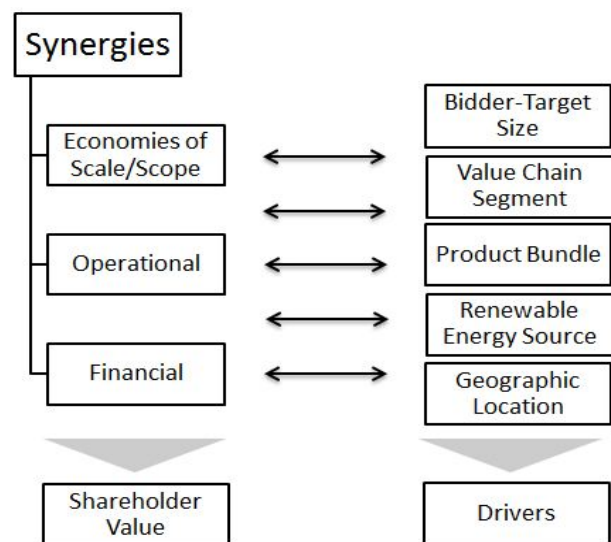 Synergies
Economies of
Scale/Scope
Operational
Financial
Shareholder
Value
Bidder-Target
Size
Value Chain
Segment
Product Bundle
Renewable
Energy Source
Geographic
Location
Drivers